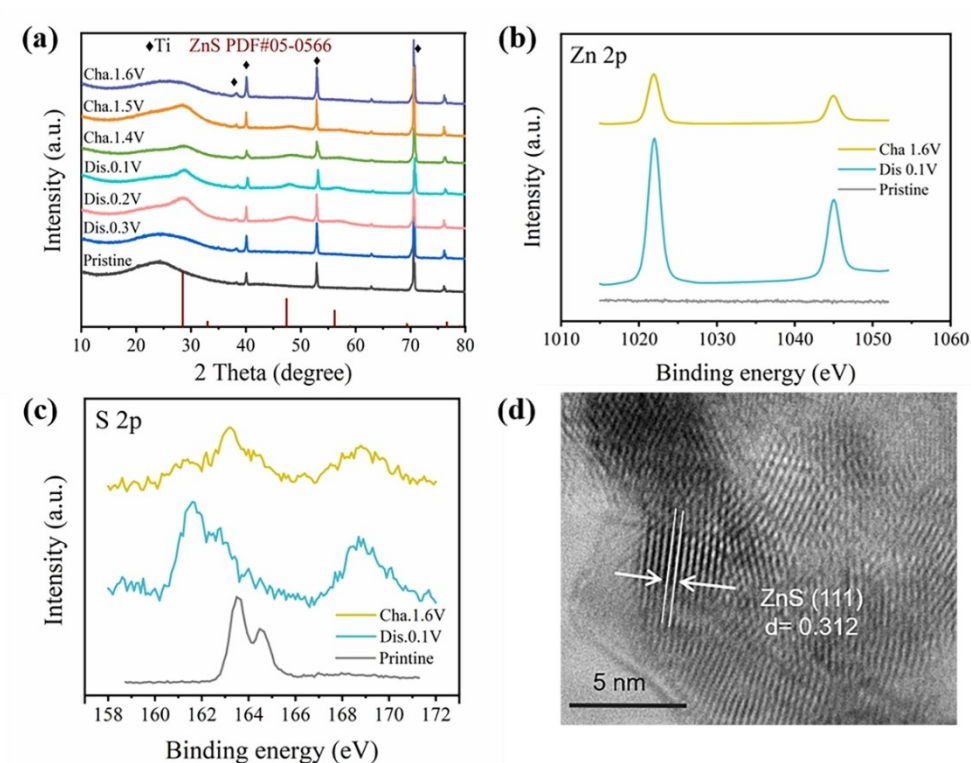 (a)
♦Ti ZnS PDF#05-0566
Cha.1.6V
Cha.1.5V
Cha.1.4V
Dis.0.1V
Dis.0.2V
Dis.0.3V
Pristine
Intensity (a.u.)
10 20 30 40 50 60 70 80
2 Theta (degree)
(b)
Zn 2p
Cha 1.6V
Dis 0.1V
Pristine
Intensity (a.u.)
1010 1020 1030 1040 1050 1060
Binding energy (eV)
(c)
S 2p
Cha.1.6V
Dis.0.1V
Printine
Intensity (a.u.)
158 160 162 164 166 168 170 172
Binding energy (eV)
(d)
ZnS (111)
d= 0.312
5 nm